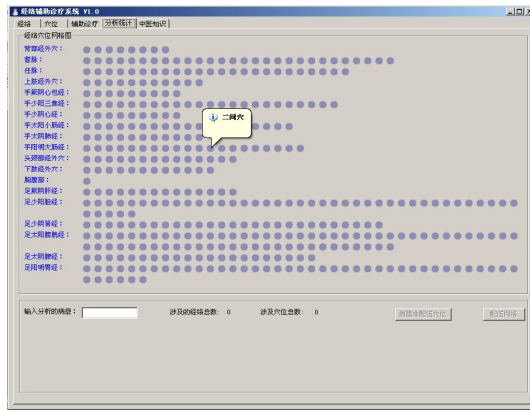 经络辅助诊疗系统 V1.0
经络 穴位 辅助诊疗 分析统计 中医知识
经络穴位网格图
背部经外穴：
督脉：
任脉：
上肢经外穴：
手厥阴心包经：
手少阳三焦经：
手少阴心经：
二间穴
手太阳小肠经：
手太阴肺经：
手阳明大肠经：
头颈部经外穴：
下肢经外穴：
胸腹部：
足厥阴肝经：
足少阳胆经：
足少阴肾经：
足太阳膀胱经：
足太阴脾经：
足阳明胃经：
输入分析的病症： 涉及的经络总数： 0 涉及穴位总数： 0 配伍网络